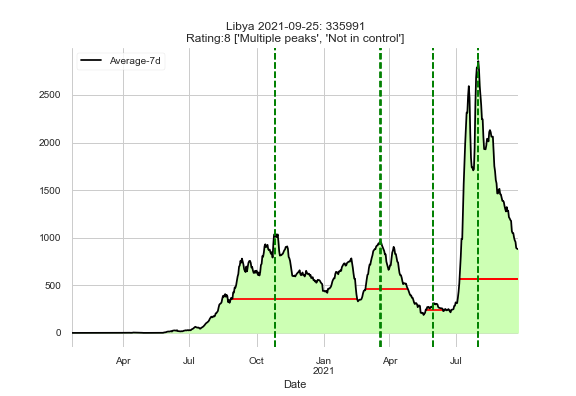 Libya 2021-09-25: 335991
Rating:8 ['Multiple peaks', 'Not in control']
Average-7d
2500
2000
1500
1000
500
0
Apr Jul Oct Jan Apr Jul
2021
Date